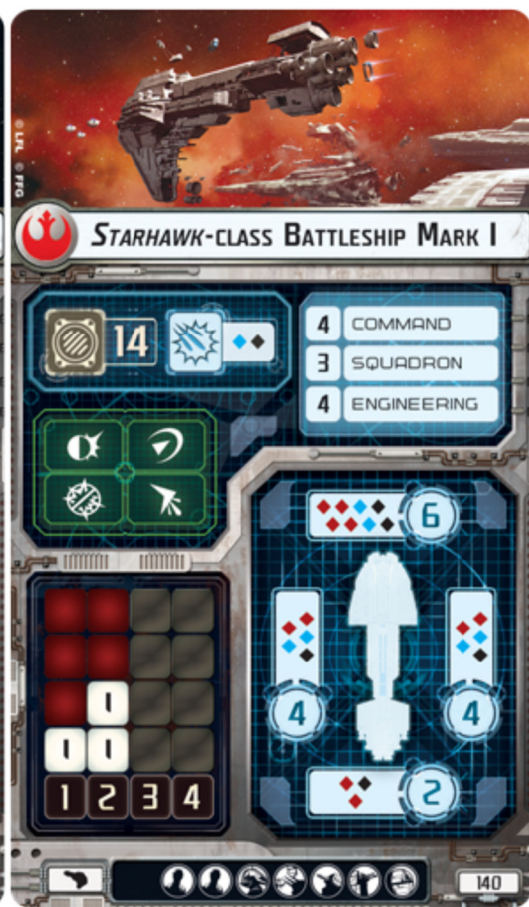 © LFL © FFG
STARHAWK-CLASS BATTLESHIP MARK I
14
4 COMMAND
3 SQUADRON
4 ENGINEERING
6
4
4
2
I
I I
1 2 3 4
140